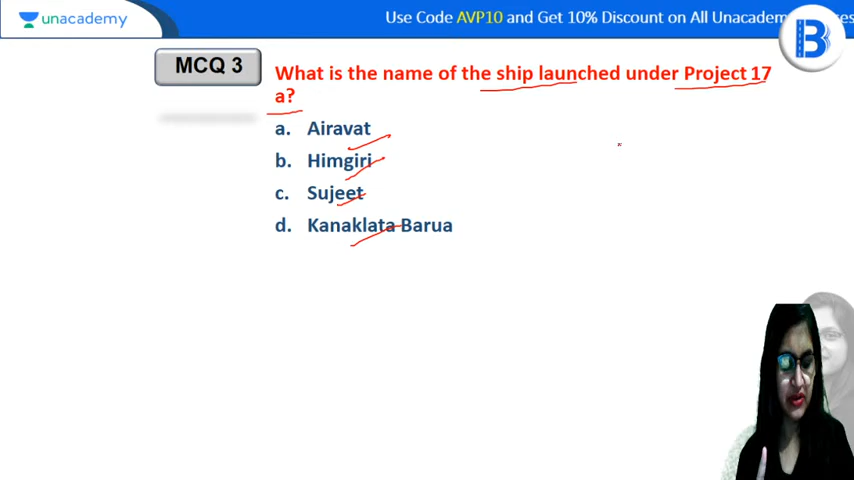 unacademy
Use Code AVP10 and Get 10% Discount on All Unacademy
MCQ 3
What is the name of the ship launched under Project 17
a?
a. Airavat
b. Himgiri
c. Sujeet
d. Kanaklata Barua